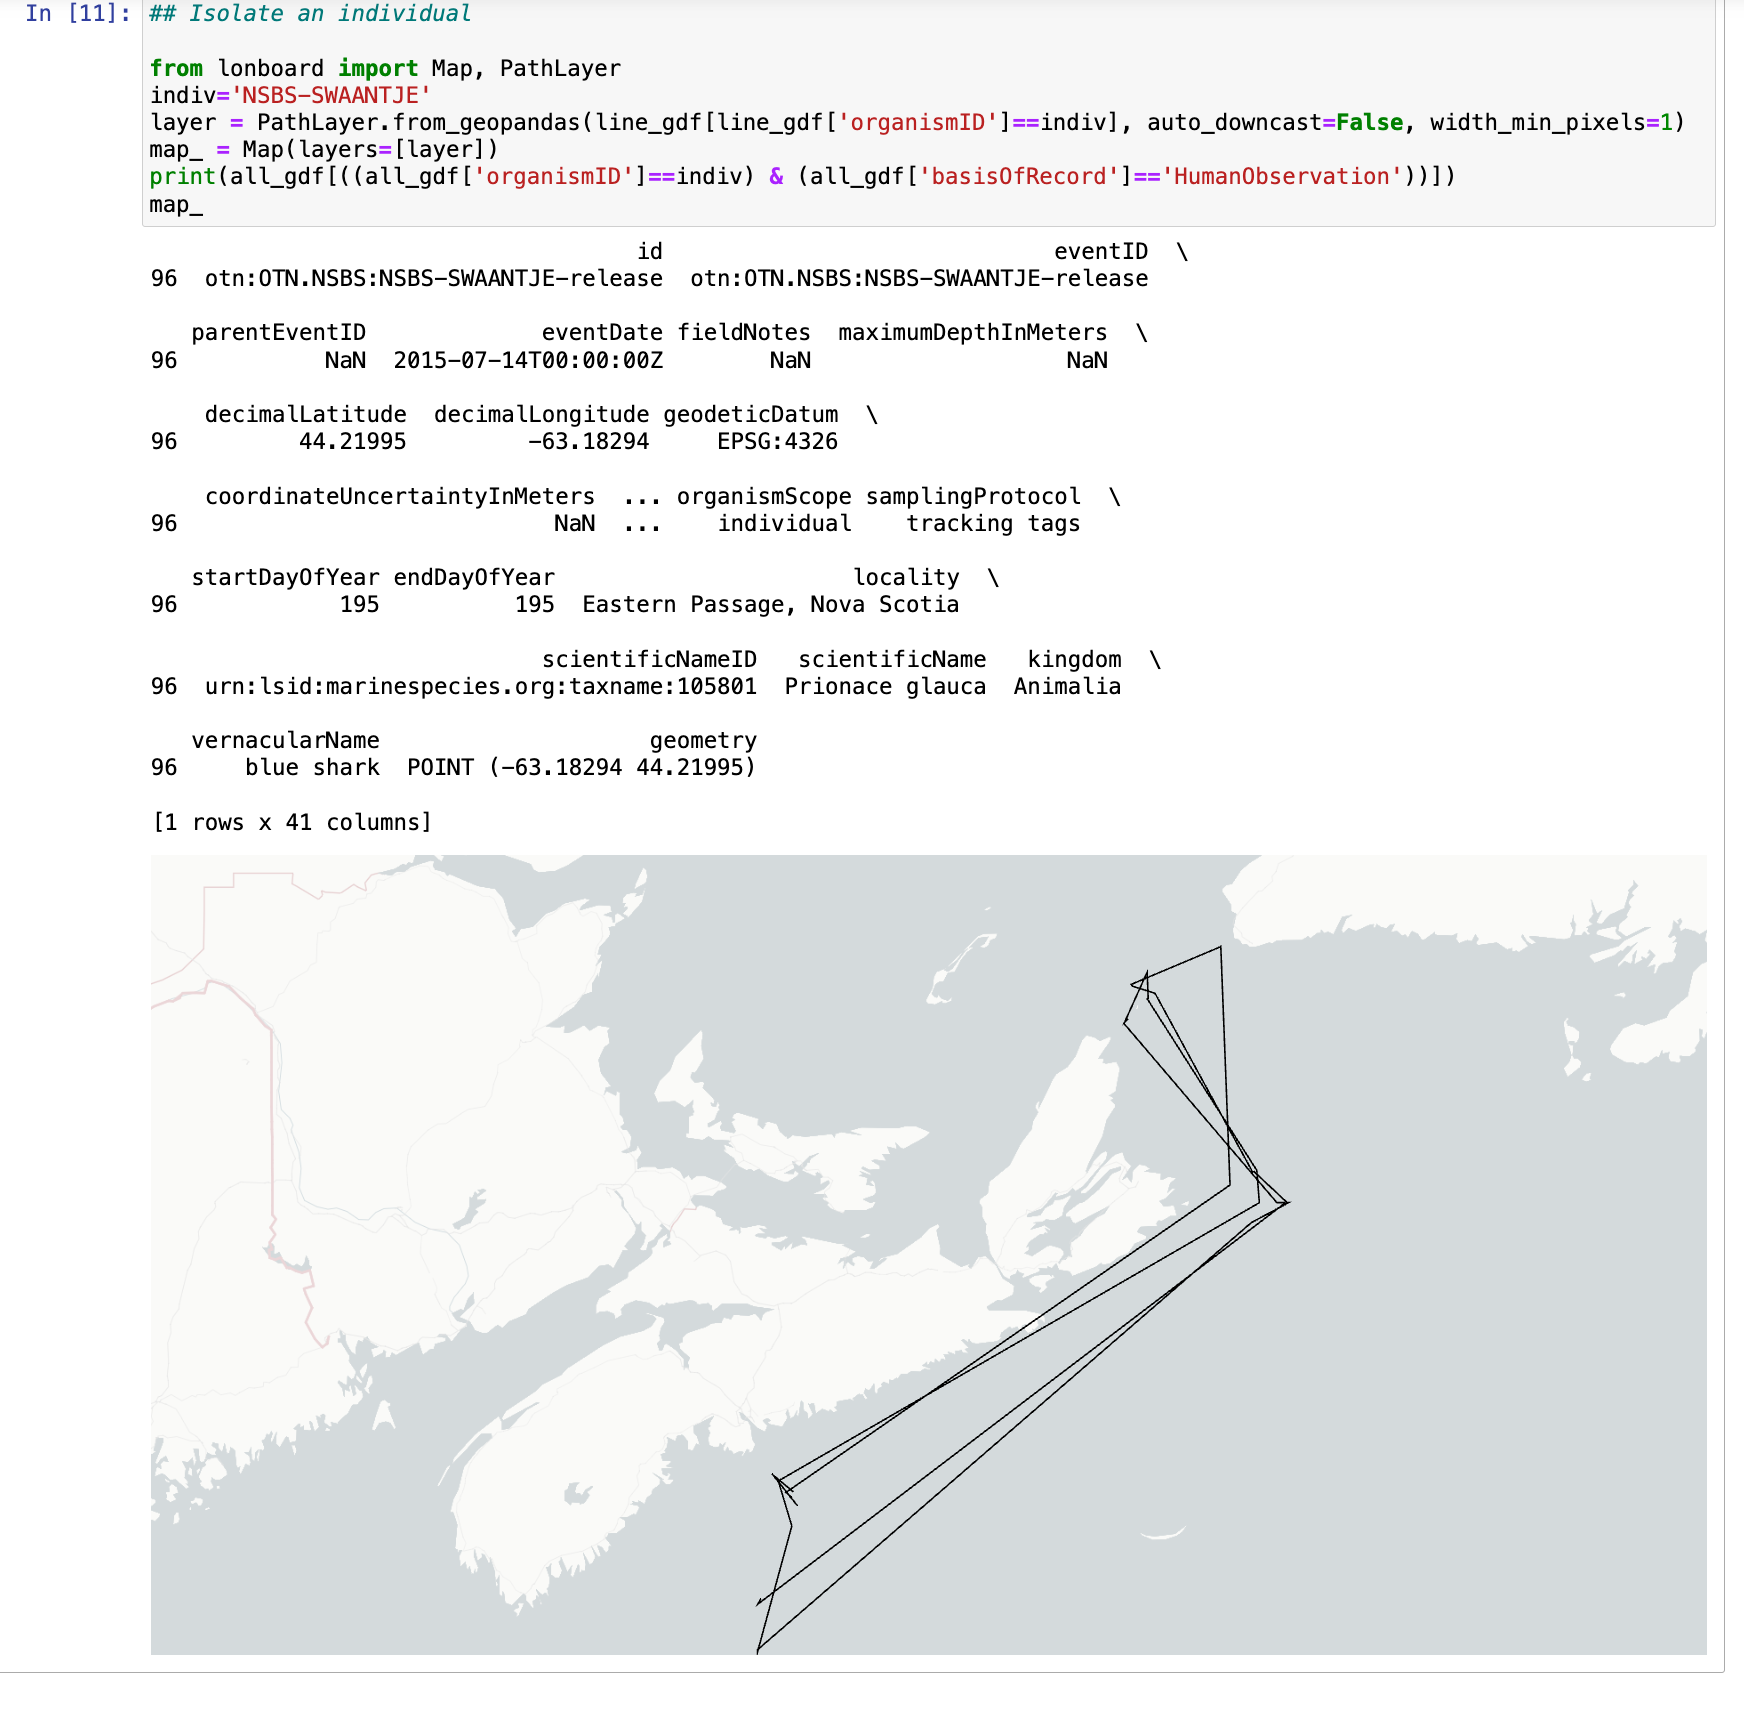 In [11]: ## Isolate an individual
from lonboard import Map, PathLayer
indiv='NSBS-SWAANTJE'
layer = PathLayer.from_geopandas(line_gdf[line_gdf['organismID']==indiv], auto_downcast=False, width_min_pixels=1)
map_ = Map(layers=[layer])
print(all_gdf[((all_gdf['organismID']==indiv) & (all_gdf['basisOfRecord']=='HumanObservation'))])
map_
id eventID \
96 otn:OTN.NSBS:NSBS-SWAANTJE-release otn:OTN.NSBS:NSBS-SWAANTJE-release
parentEventID eventDate fieldNotes maximumDepthInMeters \
96 NaN 2015-07-14T00:00:00Z NaN NaN
decimalLatitude decimalLongitude geodeticDatum \
96 44.21995 -63.18294 EPSG:4326
coordinateUncertaintyInMeters ... organismScope samplingProtocol \
96 NaN ... individual tracking tags
startDayOfYear endDayOfYear locality \
96 195 195 Eastern Passage, Nova Scotia
scientificNameID scientificName kingdom \
96 urn:lsid:marinespecies.org:taxname:105801 Prionace glauca Animalia
vernacularName geometry
96 blue shark POINT (-63.18294 44.21995)
[1 rows x 41 columns]